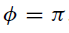 ϕ = π